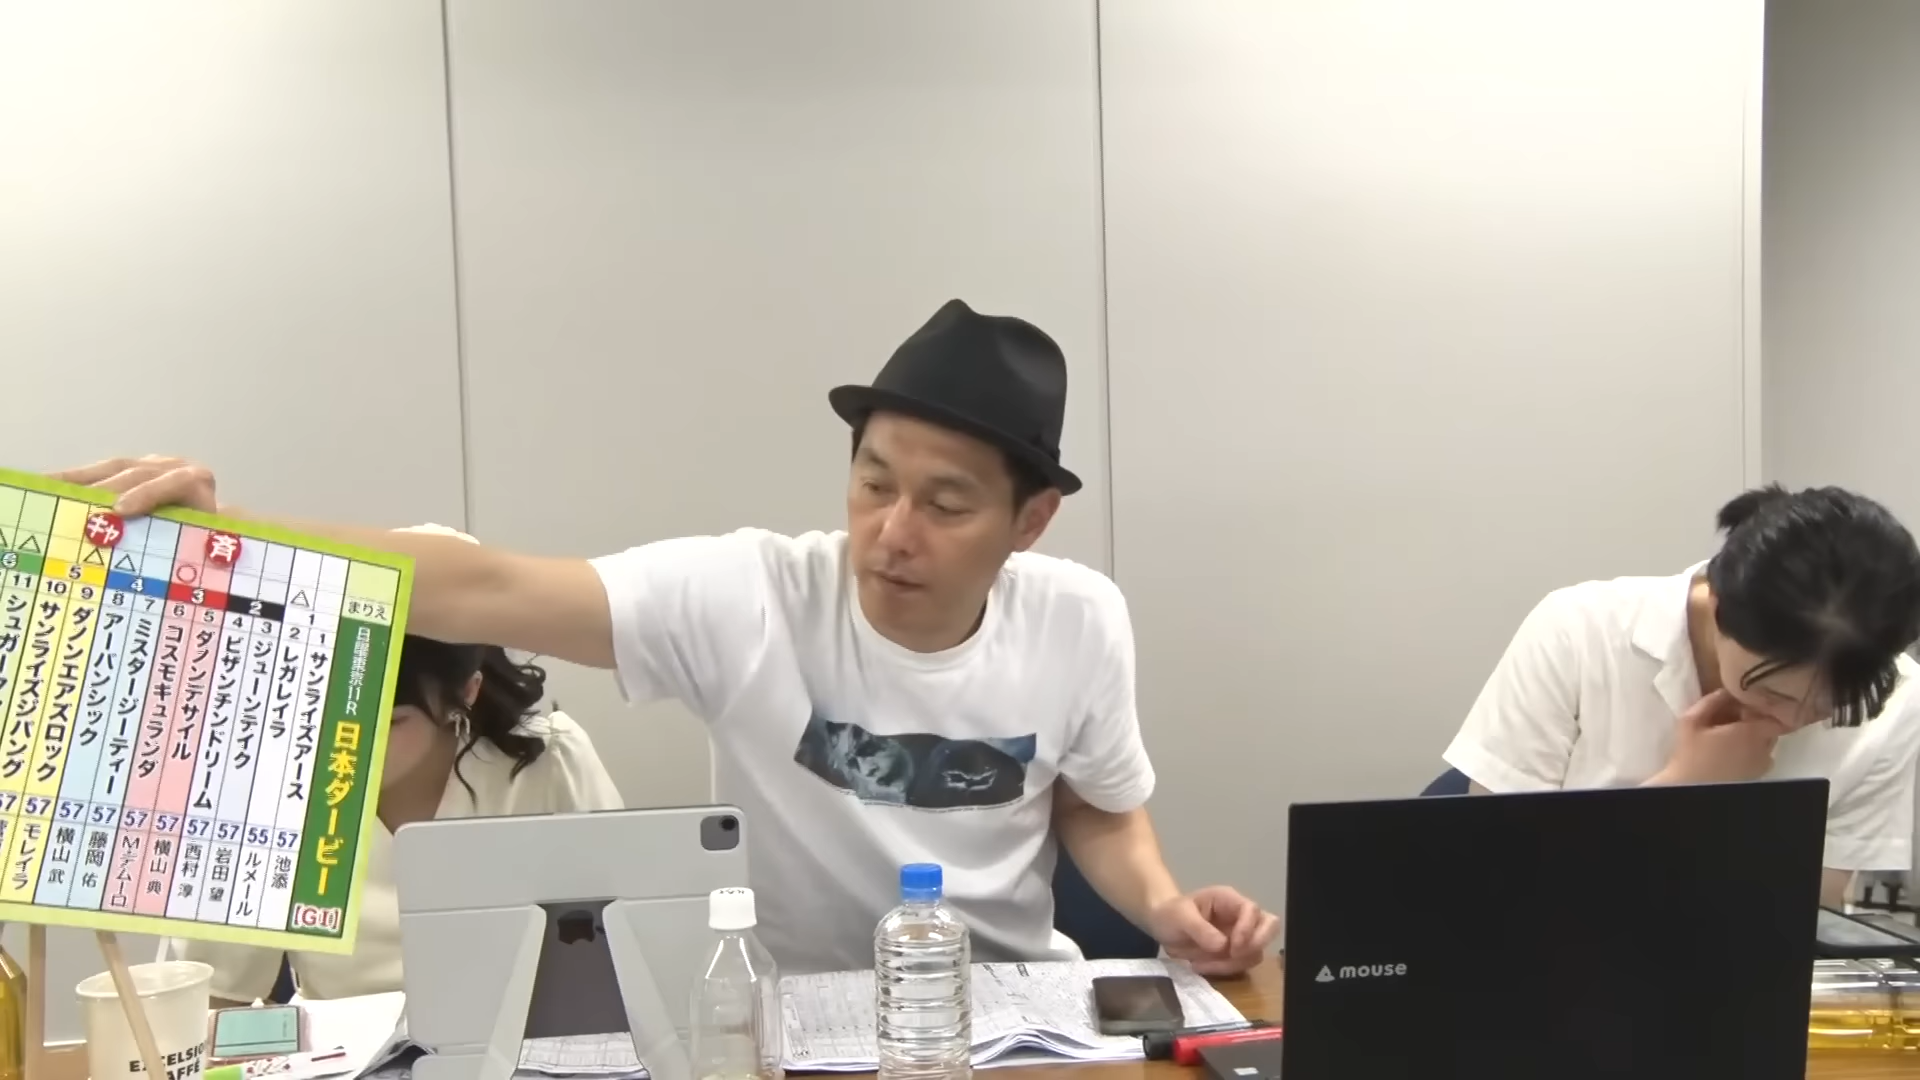 まりえ
東京11R 日本ダービー
[GI]
1 1 サンライズアース 57 池添
2 レガレイラ 55 ルメール
2 3 ジューンテイク 57 岩田望
4 ビザンチンドリーム 57 西村淳
3 5 ダノンデサイル 57 横山典
6 コスモキュランダ 57 M・デムーロ
4 7 ミスタージーティー 57 藤岡佑
8 アーバンシック 57 横山武
5 9 ダノンエアズロック 57 モレイラ
10 サンライズジパング 57
6 11 シュガー
△
○
斉
△
△
キャ
△
mouse
EXCELSIOR
CAFFÉ